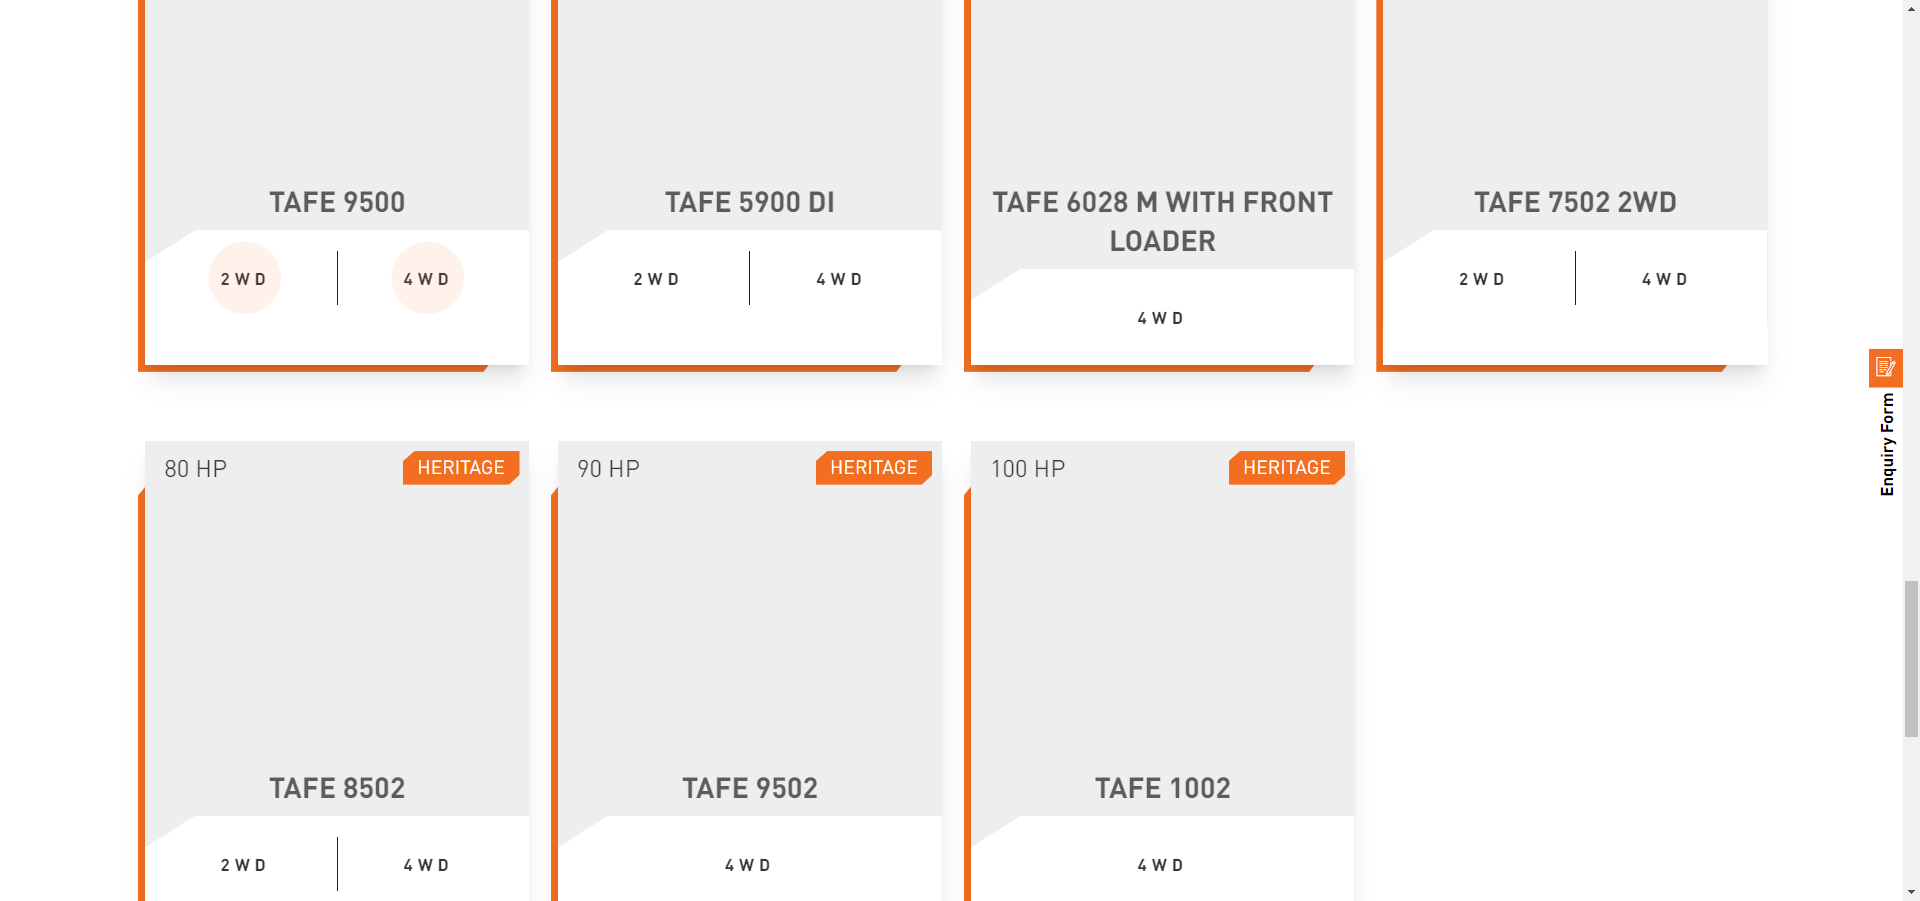 TAFE 9500
2 W D
4 W D
TAFE 5900 DI
2 W D
4 W D
TAFE 6028 M WITH FRONT
LOADER
4 W D
TAFE 7502 2WD
2 W D
4 W D
Enquiry Form
80 HP
HERITAGE
TAFE 8502
2 W D
4 W D
90 HP
HERITAGE
TAFE 9502
4 W D
100 HP
HERITAGE
TAFE 1002
4 W D